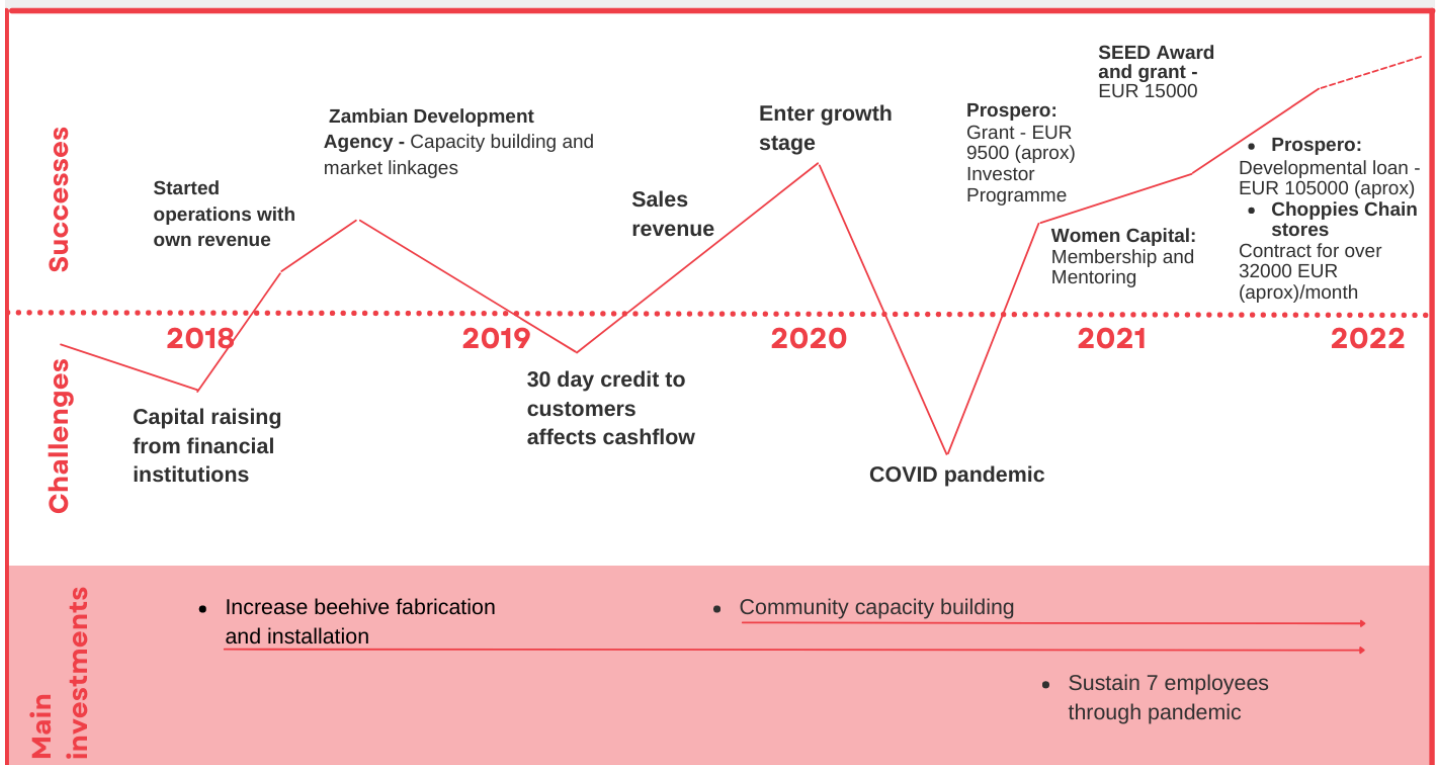 Successes
Started
operations with
own revenue
Zambian Development
Agency - Capacity building and
market linkages
Sales
revenue
Enter growth
stage
Prospero:
Grant - EUR
9500 (aprox)
Investor
Programme
SEED Award
and grant -
EUR 15000
Women Capital:
Membership and
Mentoring
• Prospero:
Developmental loan -
EUR 105000 (aprox)
• Choppies Chain
stores
Contract for over
32000 EUR
(aprox)/month
2018 2019 2020 2021 2022
Challenges
Capital raising
from financial
institutions
30 day credit to
customers
affects cashflow
COVID pandemic
Main
investments
• Increase beehive fabrication
and installation
• Community capacity building
• Sustain 7 employees
through pandemic